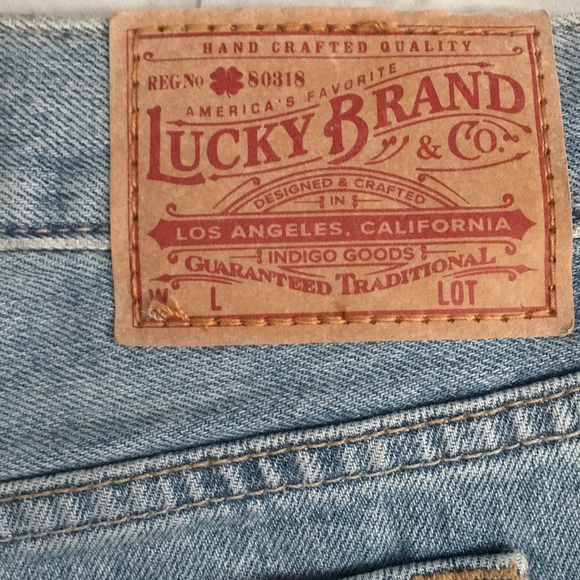 HAND CRAFTED QUALITY
REG No 80318
AMERICA'S FAVORITE
LUCKY BRAND
& CO.
DESIGNED & CRAFTED
IN
LOS ANGELES, CALIFORNIA
INDIGO GOODS
GUARANTEED TRADITIONAL
W L LOT